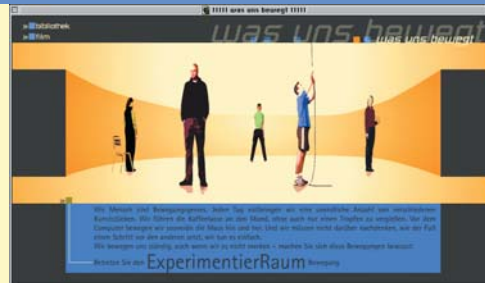 !!!!! was uns bewegt !!!!!
bibliothek
film
was uns bewegt
was uns bewegt
Wir Menschen sind Bewegungsgenies. Jeden Tag vollbringen wir eine unendliche Anzahl von verschiedenen
Kunststücken. Wir führen die Kaffeetasse an den Mund, ohne auch nur einen Tropfen zu vergießen. Vor dem
Computer bewegen wir souverän die Maus hin und her. Und wir müssen nicht darüber nachdenken, wie der Fuß
einen Schritt vor den anderen setzt, wir tun es einfach.
Wir bewegen uns ständig, auch wenn wir es nicht merken – machen Sie sich diese Bewegungen bewusst!
Betreten Sie den ExperimentierRaum Bewegung